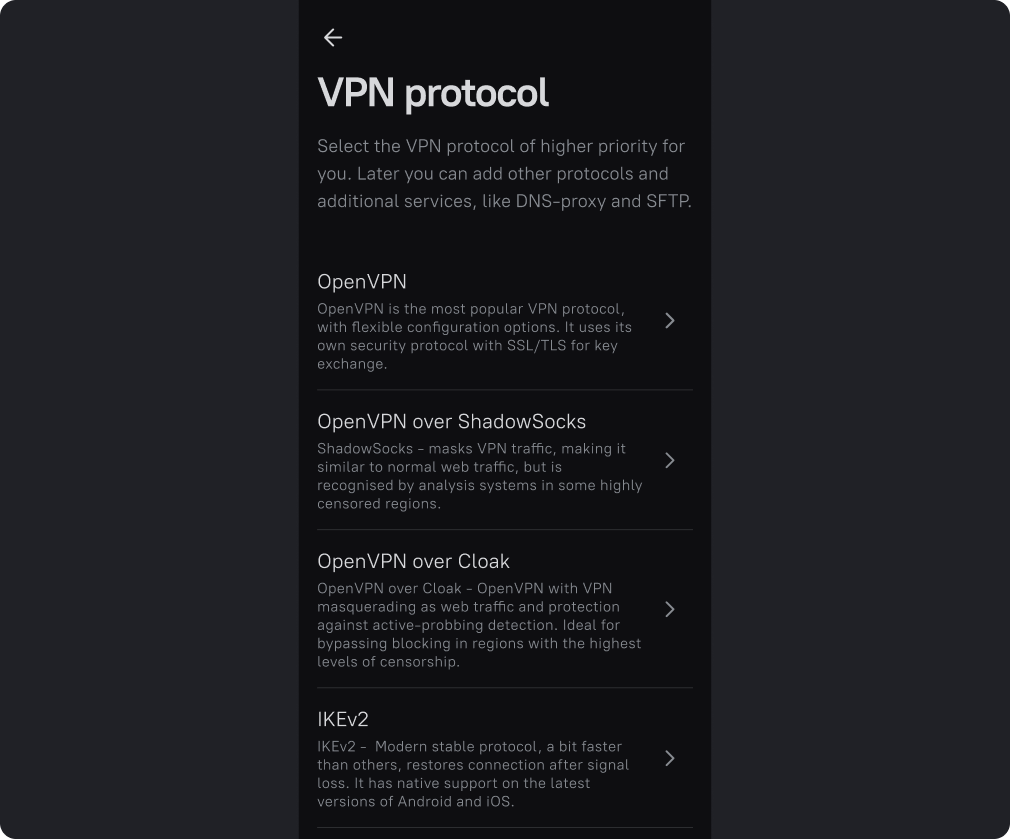 VPN protocol
Select the VPN protocol of higher priority for
you. Later you can add other protocols and
additional services, like DNS-proxy and SFTP.
OpenVPN
OpenVPN is the most popular VPN protocol,
with flexible configuration options. It uses its
own security protocol with SSL/TLS for key
exchange.
OpenVPN over ShadowSocks
ShadowSocks - masks VPN traffic, making it
similar to normal web traffic, but is
recognised by analysis systems in some highly
censored regions.
OpenVPN over Cloak
OpenVPN over Cloak - OpenVPN with VPN
masquerading as web traffic and protection
against active-probbing detection. Ideal for
bypassing blocking in regions with the highest
levels of censorship.
IKEv2
IKEv2 -  Modern stable protocol, a bit faster
than others, restores connection after signal
loss. It has native support on the latest
versions of Android and iOS.